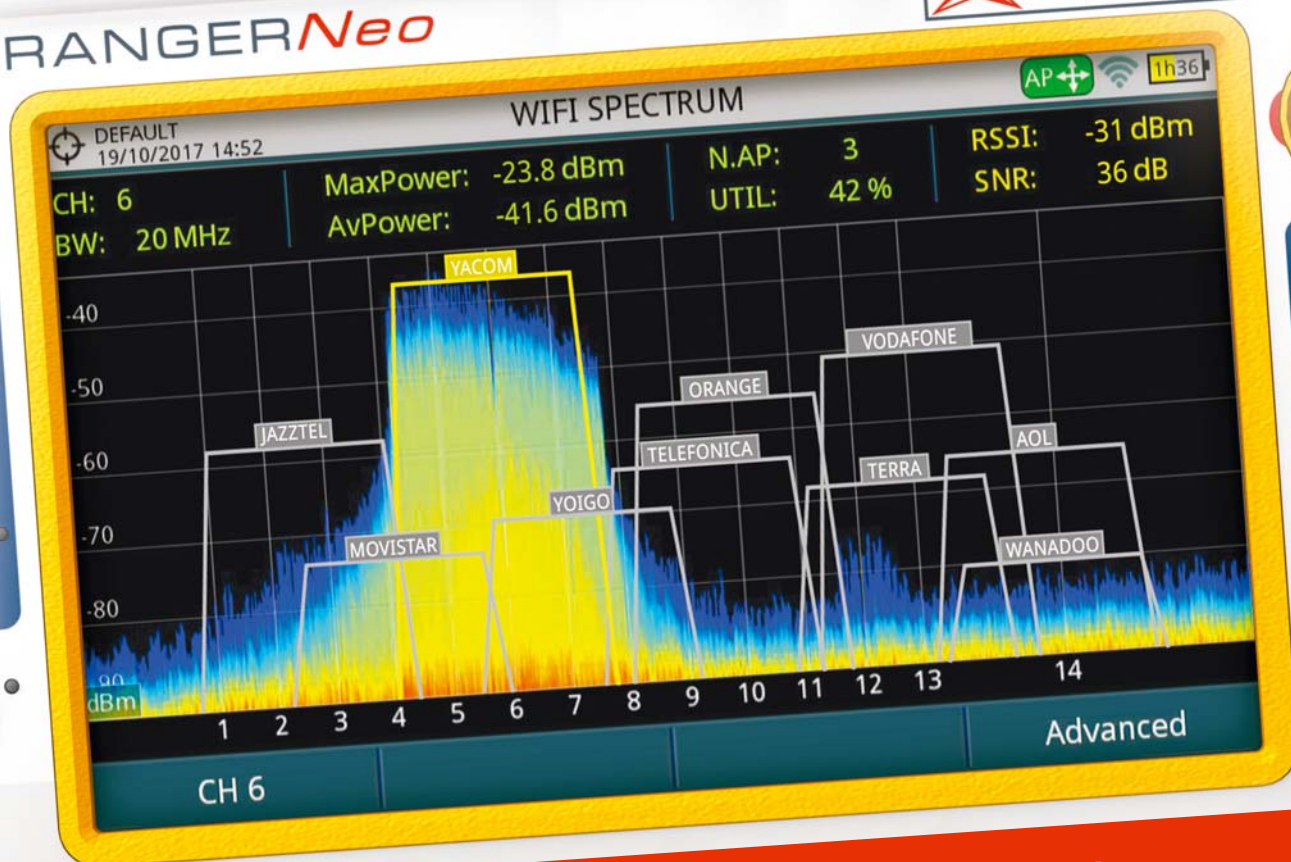 RANGERNeo
WIFI SPECTRUM
AP
1h36
DEFAULT
19/10/2017 14:52
CH: 6
BW: 20 MHz
MaxPower: -23.8 dBm
AvPower: -41.6 dBm
N.AP: 3
UTIL: 42 %
RSSI: -31 dBm
SNR: 36 dB
YACOM
VODAFONE
ORANGE
JAZZTEL
TELEFONICA
AOL
TERRA
YOIGO
MOVISTAR
WANADOO
-40
-50
-60
-70
-80
-90
dBm
1 2 3 4 5 6 7 8 9 10 11 12 13 14
CH 6
Advanced